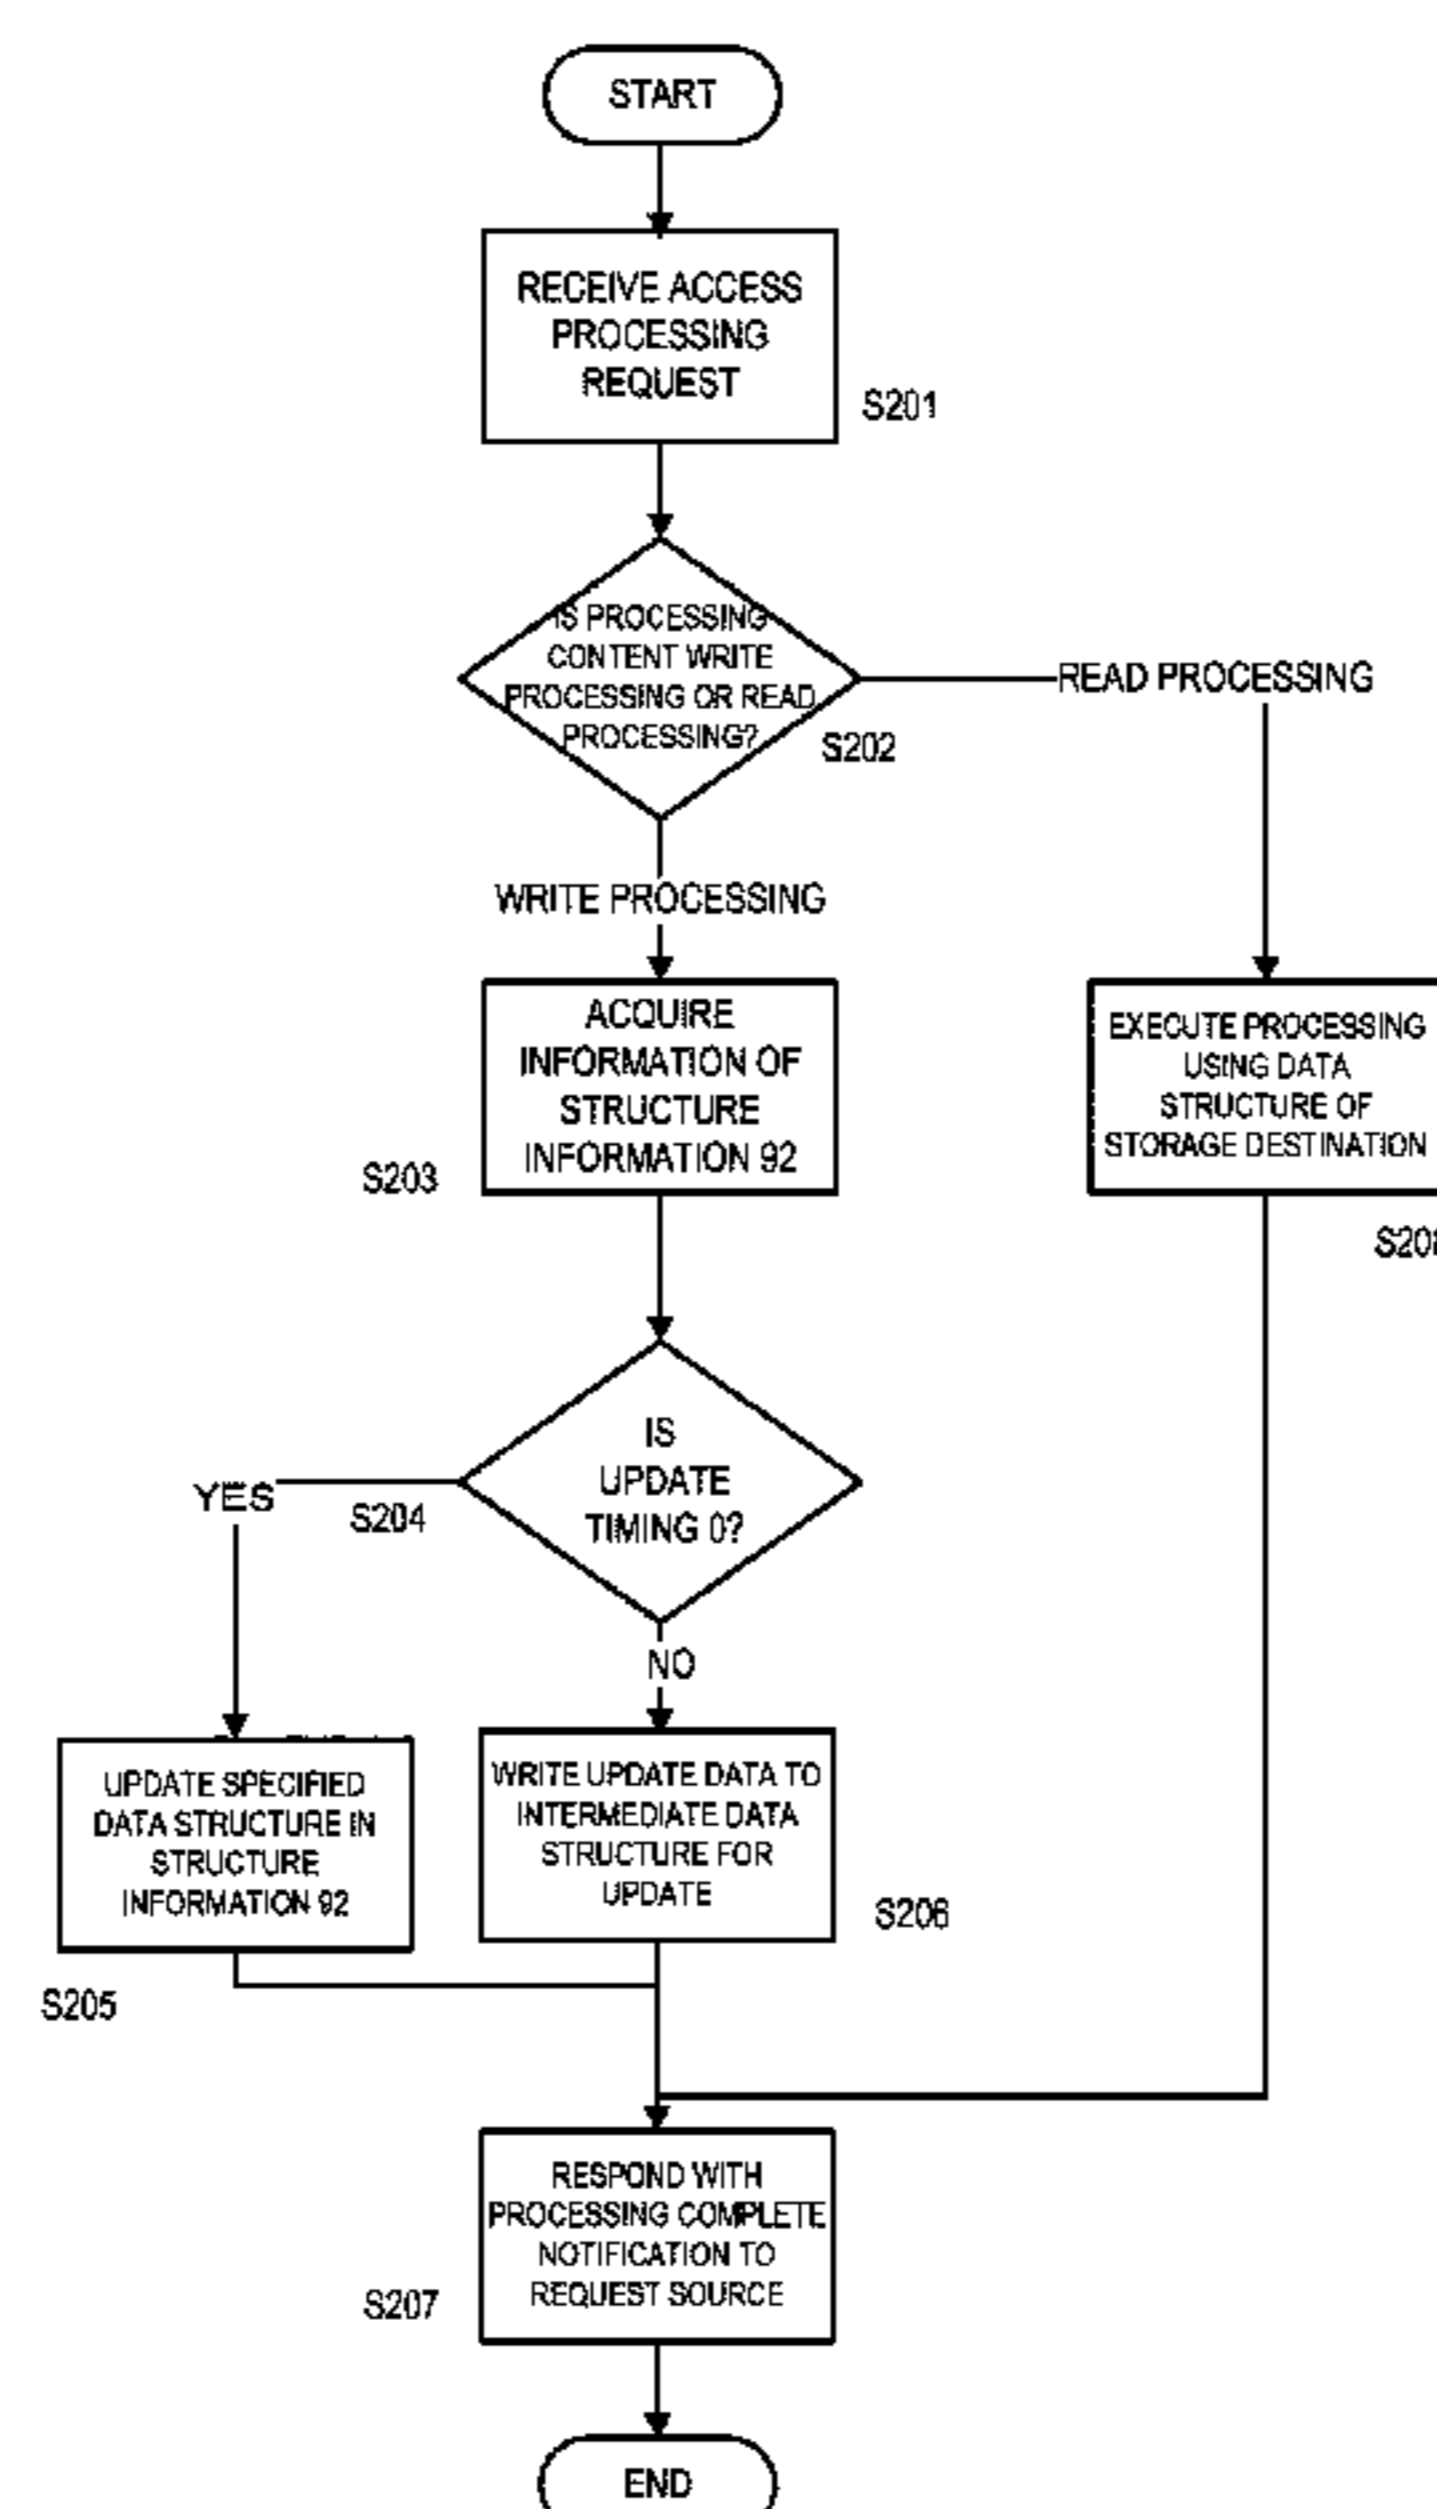 START
RECEIVE ACCESS
PROCESSING
REQUEST
S201
IS PROCESSING
CONTENT WRITE
PROCESSING OR READ
PROCESSING?
S202
READ PROCESSING
WRITE PROCESSING
ACQUIRE
INFORMATION OF
STRUCTURE
INFORMATION 92
S203
EXECUTE PROCESSING
USING DATA
STRUCTURE OF
STORAGE DESTINATION
IS
UPDATE
TIMING 0?
S204
YES
NO
UPDATE SPECIFIED
DATA STRUCTURE IN
STRUCTURE
INFORMATION 92
S205
WRITE UPDATE DATA TO
INTERMEDIATE DATA
STRUCTURE FOR
UPDATE
S206
RESPOND WITH
PROCESSING COMPLETE
NOTIFICATION TO
REQUEST SOURCE
S207
END